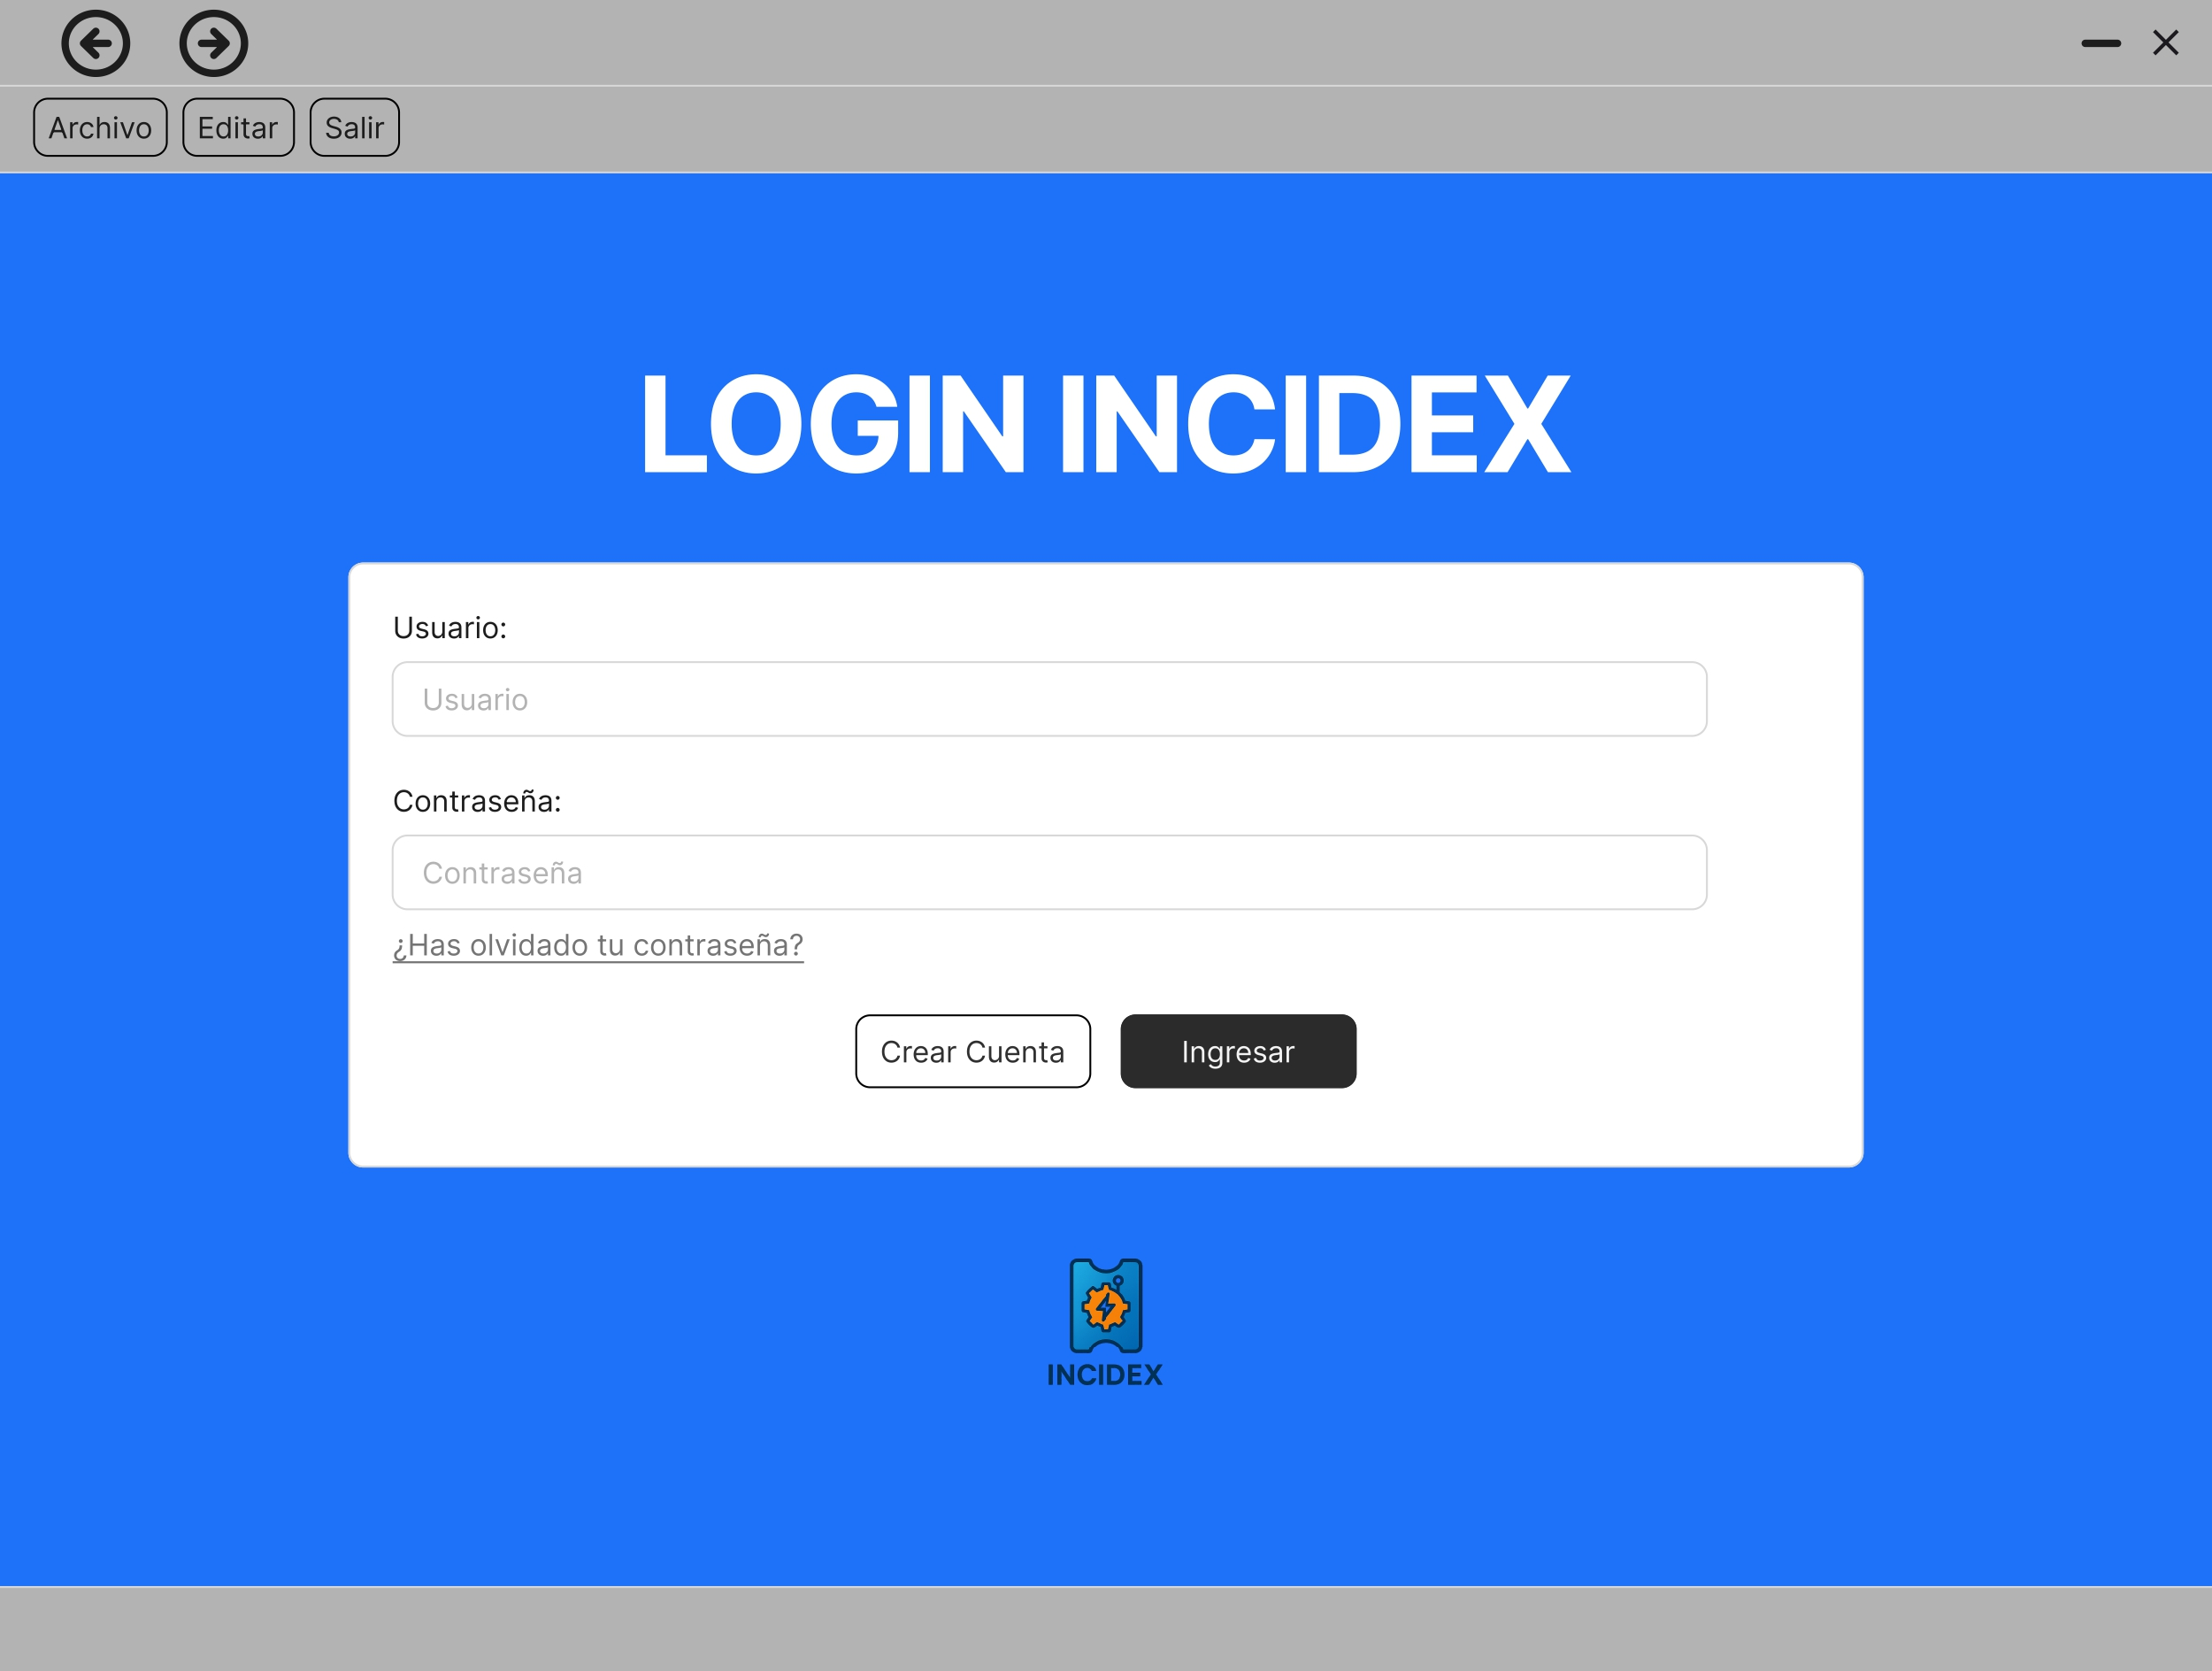 Archivo Editar Salir
LOGIN INCIDEX
Usuario:
Usuario
Contraseña:
Contraseña
¿Has olvidado tu contraseña?
Crear Cuenta Ingresar
INCIDEX